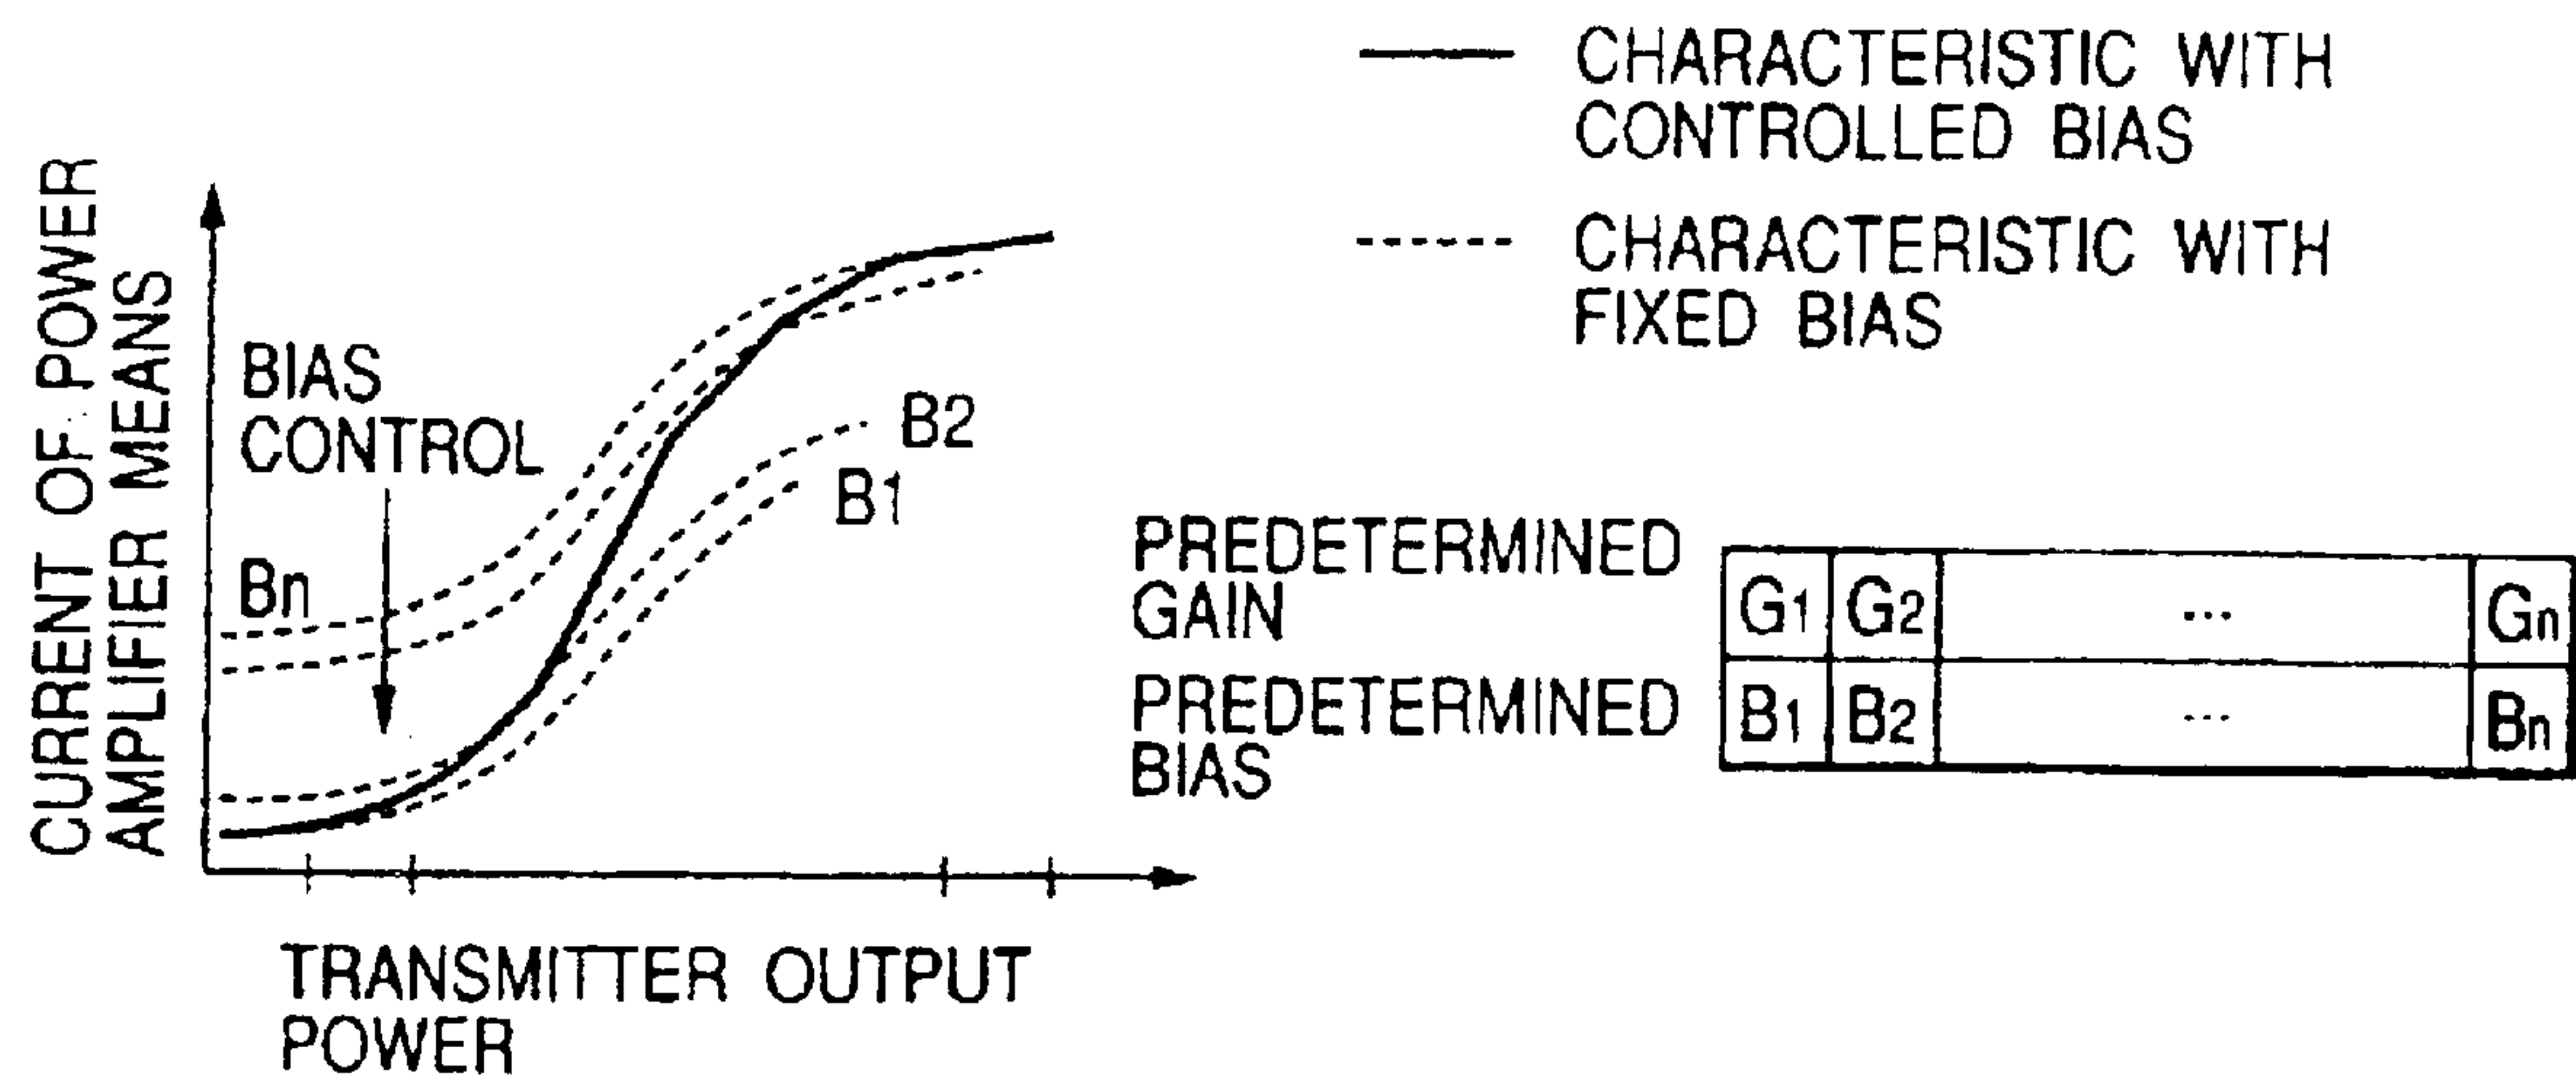 CHARACTERISTIC WITH
CONTROLLED BIAS
CHARACTERISTIC WITH
FIXED BIAS
CURRENT OF POWER
AMPLIFIER MEANS
BIAS
CONTROL
Bn
B2
B1
TRANSMITTER OUTPUT
POWER
PREDETERMINED
GAIN
G1 G2 ... Gn
PREDETERMINED
BIAS
B1 B2 ... Bn